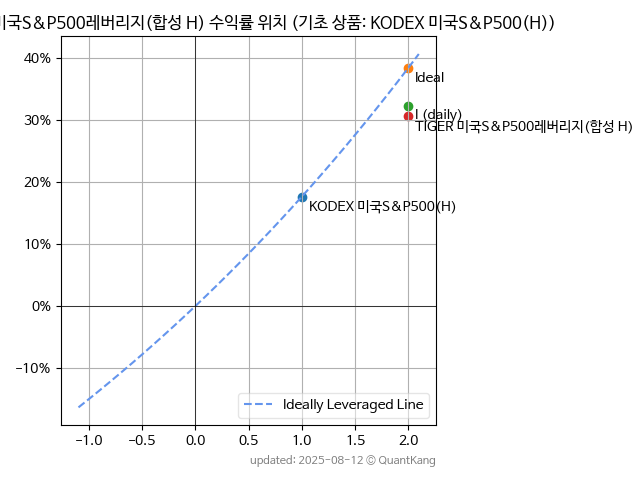 미국S&P500레버리지(합성 H) 수익률 위치 (기초 상품: KODEX 미국S&P500(H))
40%
30%
20%
10%
0%
−10%
Ideal
(daily)
TIGER 미국S&P500레버리지(합성 H)
KODEX 미국S&P500(H)
Ideally Leveraged Line
−1.0
−0.5
0.0
0.5
1.0
1.5
2.0
updated: 2025-08-12 © QuantKang